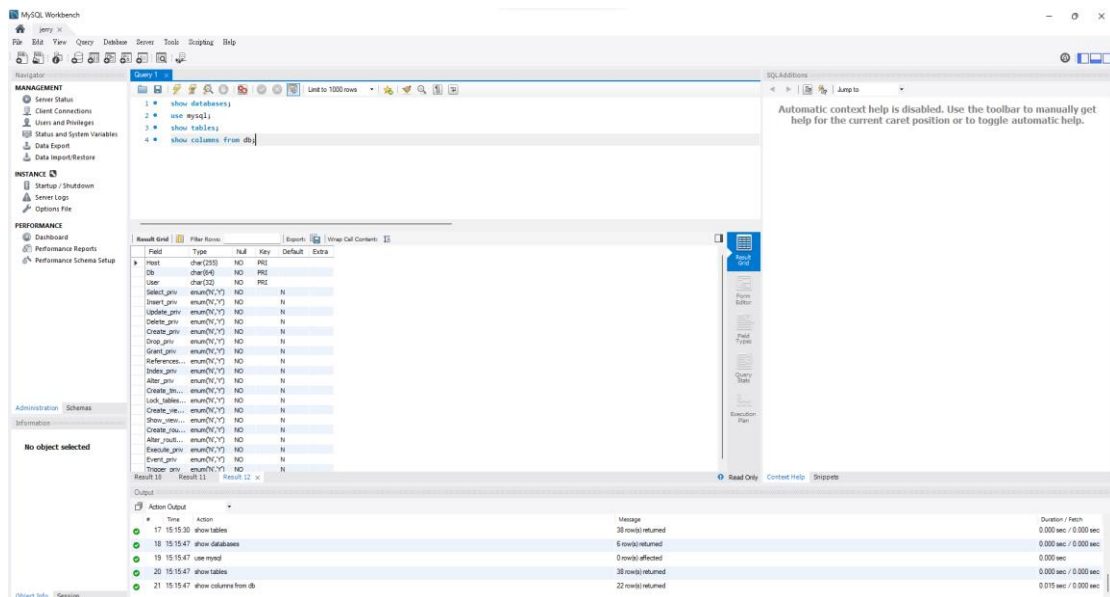 MySQL Workbench
jerry ×
File Edit View Query Database Server Tools Scripting Help
Navigator
MANAGEMENT
Server Status
Client Connections
Users and Privileges
Status and System Variables
Data Export
Data Import/Restore
INSTANCE
Startup / Shutdown
Server Logs
Options File
PERFORMANCE
Dashboard
Performance Reports
Performance Schema Setup
Administration Schemas
Information
No object selected
Object Info Session
Query 1 ×
Limit to 1000 rows
1 show databases;
2 use mysql;
3 show tables;
4 show columns from db;
Result Grid Filter Rows: Export: Wrap Cell Content:
Field Type Null Key Default Extra
Host char(255) NO PRI
Db char(64) NO PRI
User char(32) NO PRI
Select_priv enum('N','Y') NO N
Insert_priv enum('N','Y') NO N
Update_priv enum('N','Y') NO N
Delete_priv enum('N','Y') NO N
Create_priv enum('N','Y') NO N
Drop_priv enum('N','Y') NO N
Grant_priv enum('N','Y') NO N
References... enum('N','Y') NO N
Index_priv enum('N','Y') NO N
Alter_priv enum('N','Y') NO N
Create_tm... enum('N','Y') NO N
Lock_tables... enum('N','Y') NO N
Create_vie... enum('N','Y') NO N
Show_view... enum('N','Y') NO N
Create_rou... enum('N','Y') NO N
Alter_routi... enum('N','Y') NO N
Execute_priv enum('N','Y') NO N
Event_priv enum('N','Y') NO N
Trigger_priv enum('N','Y') NO N
Result Grid
Form Editor
Field Types
Query Stats
Execution Plan
Result 10 Result 11 Result 12 × Read Only
SQLAdditions
Jump to
Automatic context help is disabled. Use the toolbar to manually get
help for the current caret position or to toggle automatic help.
Context Help Snippets
Output
Action Output
# Time Action Message Duration / Fetch
17 15:15:30 show tables 38 row(s) returned 0.000 sec / 0.000 sec
18 15:15:47 show databases 6 row(s) returned 0.000 sec / 0.000 sec
19 15:15:47 use mysql 0 row(s) affected 0.000 sec
20 15:15:47 show tables 38 row(s) returned 0.000 sec / 0.000 sec
21 15:15:47 show columns from db 22 row(s) returned 0.015 sec / 0.000 sec